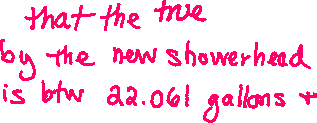 that the true
by the new showerhead
is btw 22.061 gallons +